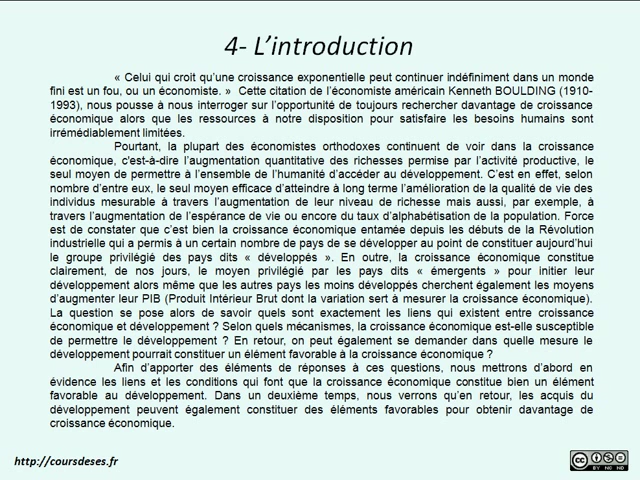 4- L’introduction
« Celui qui croit qu’une croissance exponentielle peut continuer indéfiniment dans un monde
fini est un fou, ou un économiste. » Cette citation de l’économiste américain Kenneth BOULDING (1910-
1993), nous pousse à nous interroger sur l’opportunité de toujours rechercher davantage de croissance
économique alors que les ressources à notre disposition pour satisfaire les besoins humains sont
irrémédiablement limitées.
Pourtant, la plupart des économistes orthodoxes continuent de voir dans la croissance
économique, c'est-à-dire l’augmentation quantitative des richesses permise par l’activité productive, le
seul moyen de permettre à l’ensemble de l’humanité d’accéder au développement. C’est en effet, selon
nombre d’entre eux, le seul moyen efficace d’atteindre à long terme l’amélioration de la qualité de vie des
individus mesurable à travers l’augmentation de leur niveau de richesse mais aussi, par exemple, à
travers l’augmentation de l’espérance de vie ou encore du taux d’alphabétisation de la population. Force
est de constater que c’est bien la croissance économique entamée depuis les débuts de la Révolution
industrielle qui a permis à un certain nombre de pays de se développer au point de constituer aujourd’hui
le groupe privilégié des pays dits « développés ». En outre, la croissance économique constitue
clairement, de nos jours, le moyen privilégié par les pays dits « émergents » pour initier leur
développement alors même que les autres pays les moins développés cherchent également les moyens
d’augmenter leur PIB (Produit Intérieur Brut dont la variation sert à mesurer la croissance économique).
La question se pose alors de savoir quels sont exactement les liens qui existent entre croissance
économique et développement ? Selon quels mécanismes, la croissance économique est-elle susceptible
de permettre le développement ? En retour, on peut également se demander dans quelle mesure le
développement pourrait constituer un élément favorable à la croissance économique ?
Afin d’apporter des éléments de réponses à ces questions, nous mettrons d’abord en
évidence les liens et les conditions qui font que la croissance économique constitue bien un élément
favorable au développement. Dans un deuxième temps, nous verrons qu’en retour, les acquis du
développement peuvent également constituer des éléments favorables pour obtenir davantage de
croissance économique.
http://coursdeses.fr
cc BY NC ND